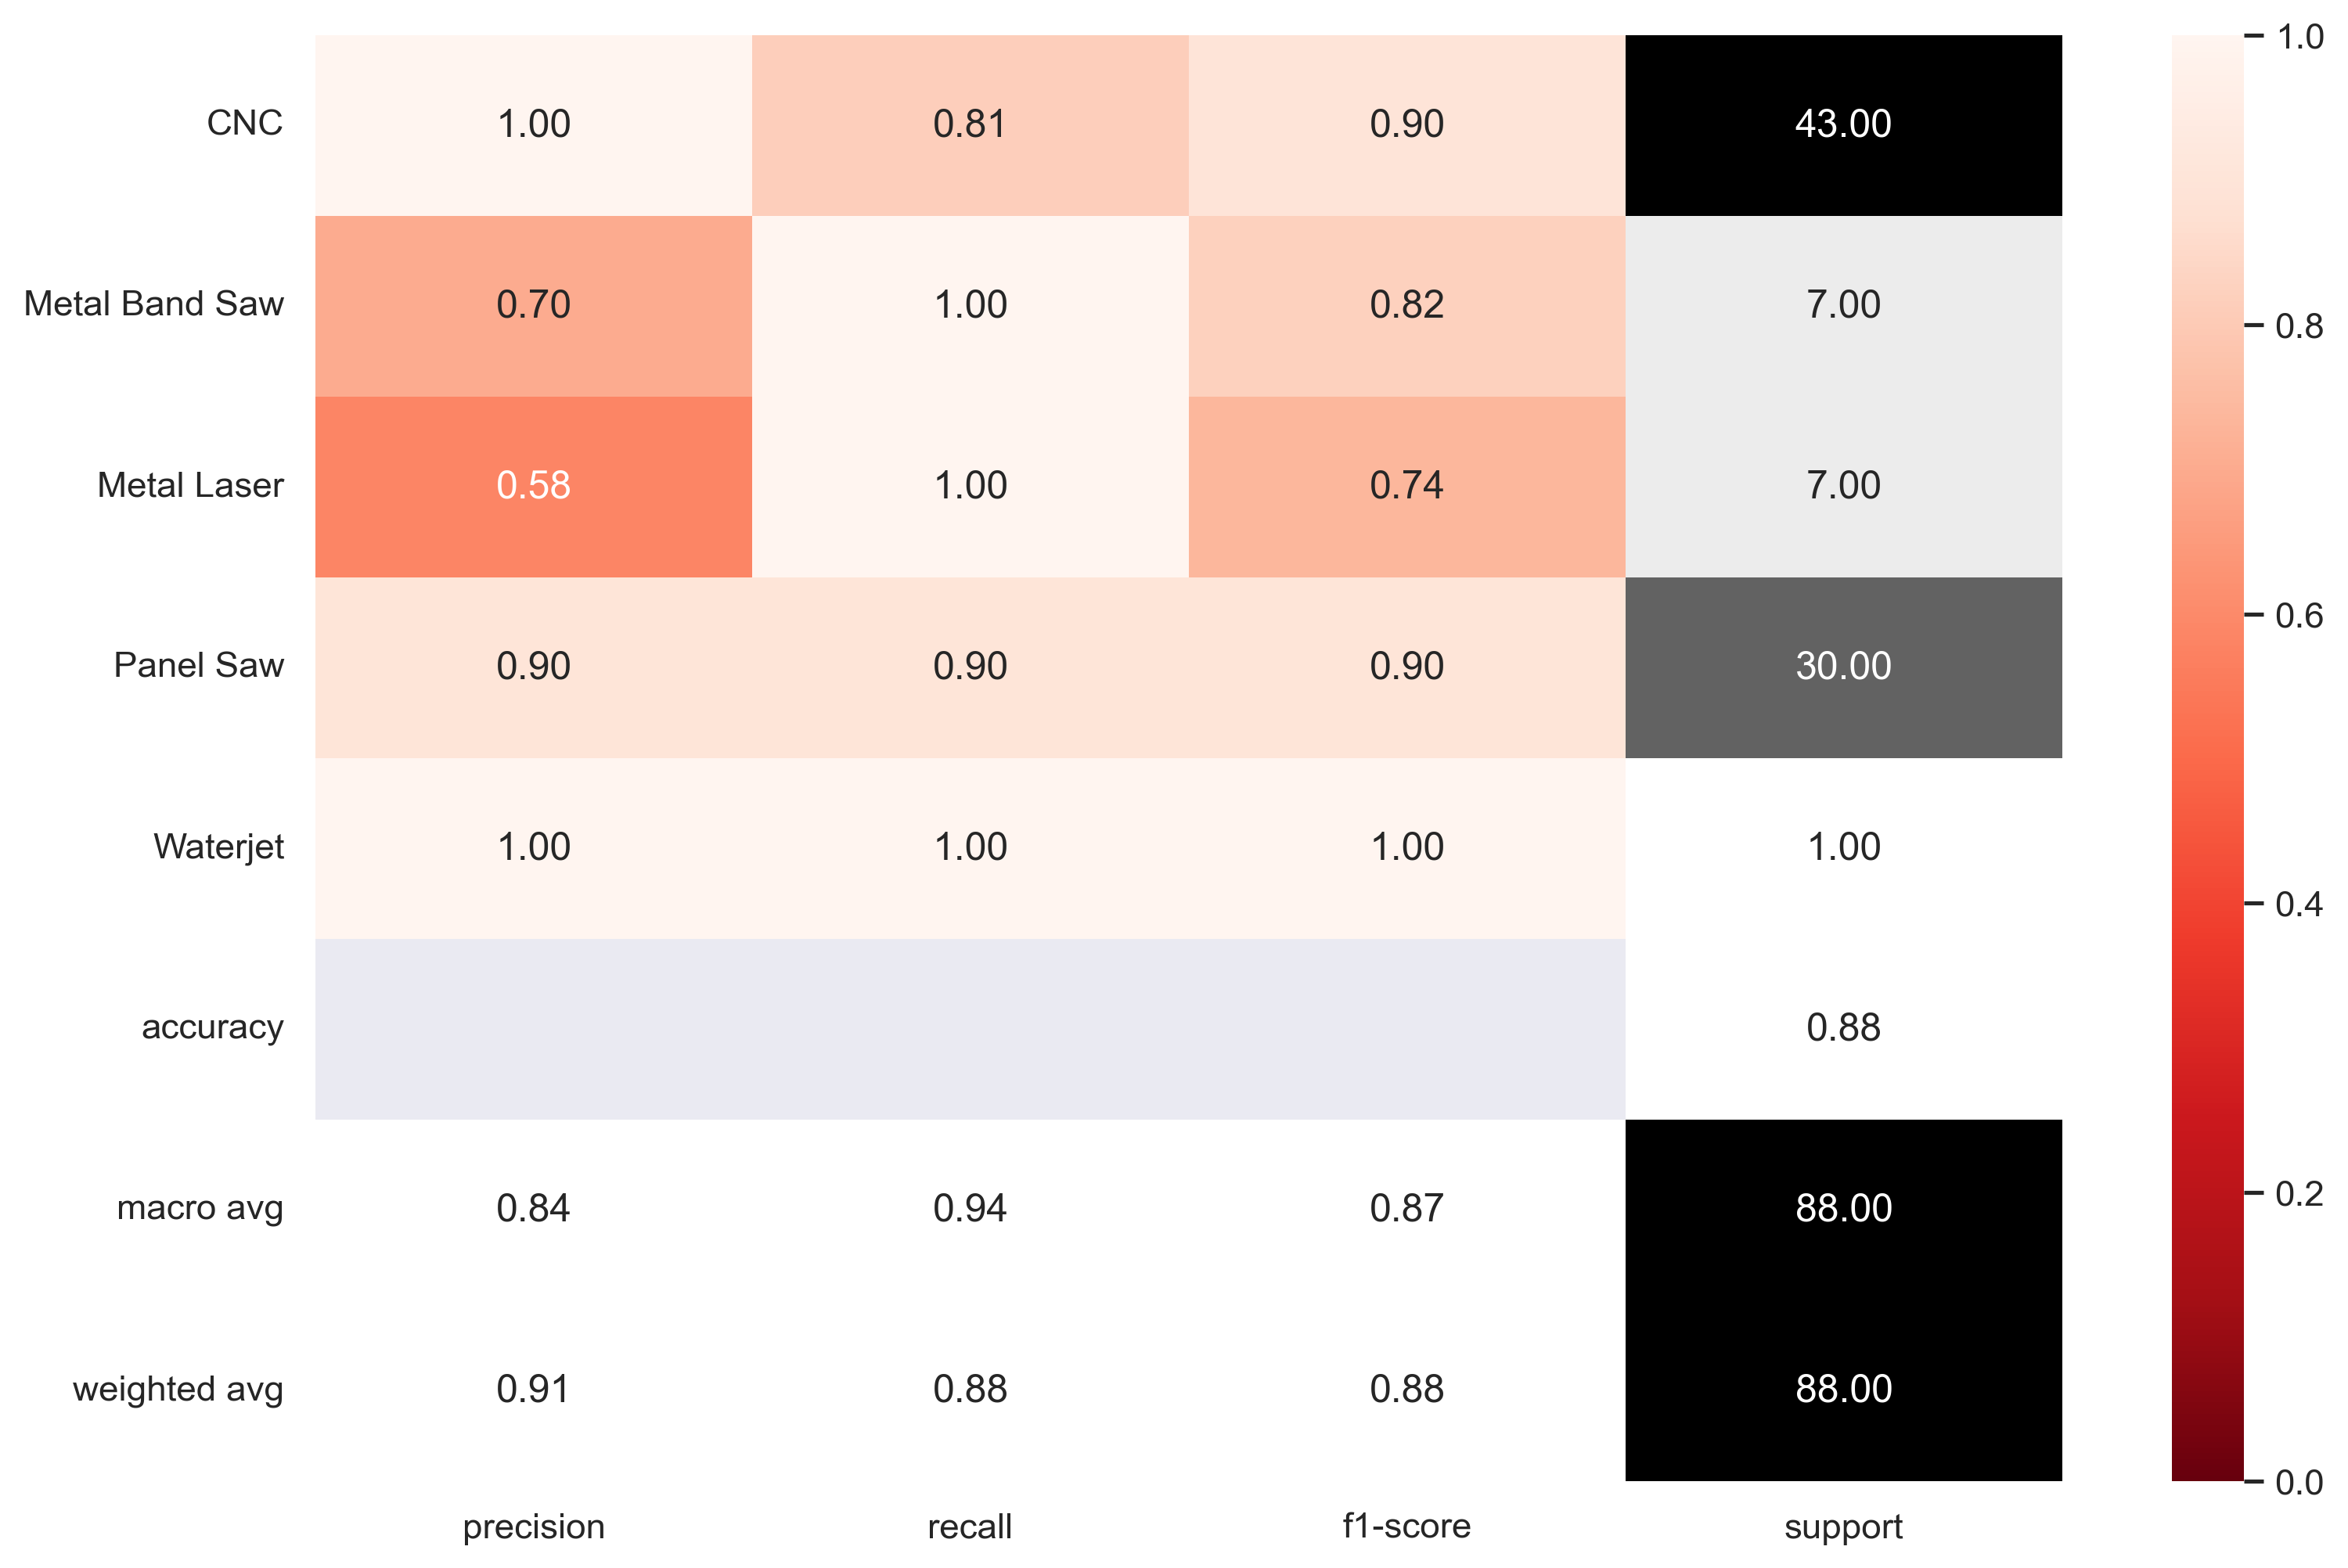 CNC 1.00 0.81 0.90 43.00
Metal Band Saw 0.70 1.00 0.82 7.00
Metal Laser 0.58 1.00 0.74 7.00
Panel Saw 0.90 0.90 0.90 30.00
Waterjet 1.00 1.00 1.00 1.00
accuracy 0.88
macro avg 0.84 0.94 0.87 88.00
weighted avg 0.91 0.88 0.88 88.00
precision recall f1-score support
1.0
0.8
0.6
0.4
0.2
0.0